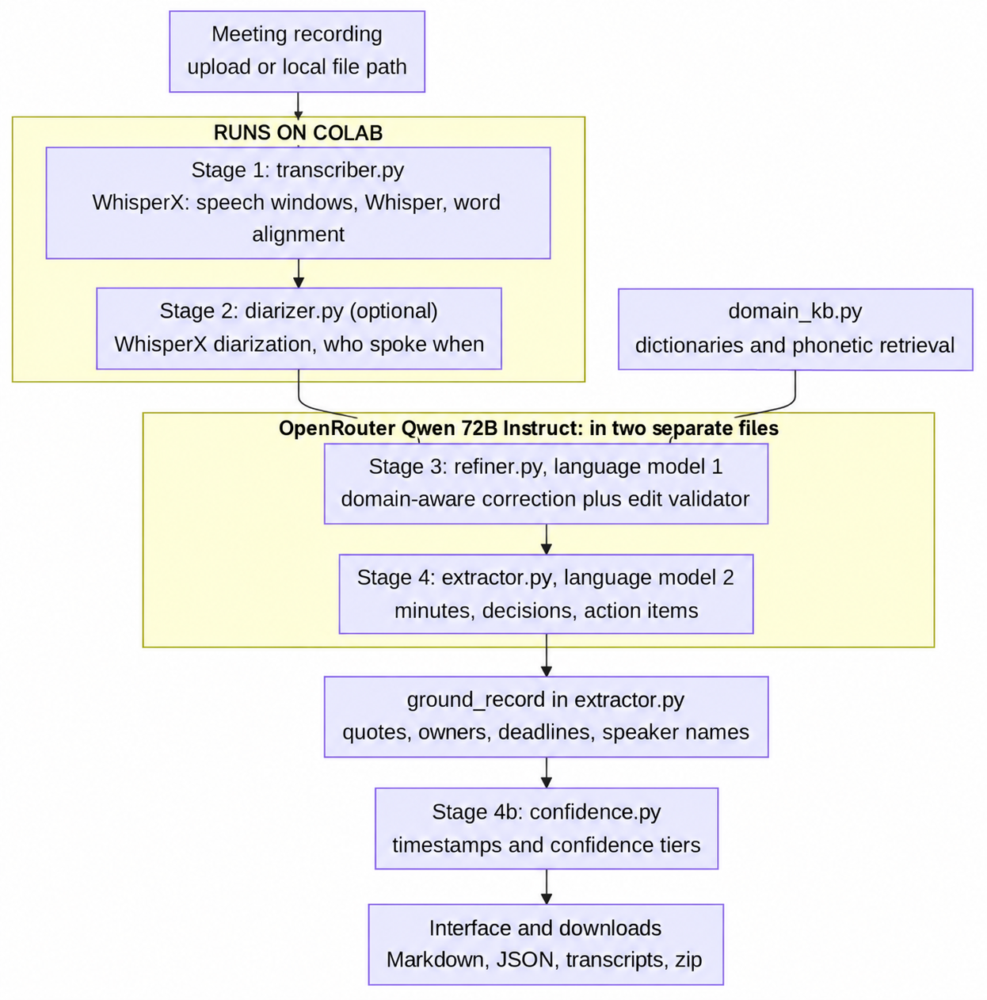 Meeting recording
upload or local file path
RUNS ON COLAB
Stage 1: transcriber.py
WhisperX: speech windows, Whisper, word
alignment
Stage 2: diarizer.py (optional)
WhisperX diarization, who spoke when
domain_kb.py
dictionaries and phonetic retrieval
OpenRouter Qwen 72B Instruct: in two separate files
Stage 3: refiner.py, language model 1
domain-aware correction plus edit validator
Stage 4: extractor.py, language model 2
minutes, decisions, action items
ground_record in extractor.py
quotes, owners, deadlines, speaker names
Stage 4b: confidence.py
timestamps and confidence tiers
Interface and downloads
Markdown, JSON, transcripts, zip